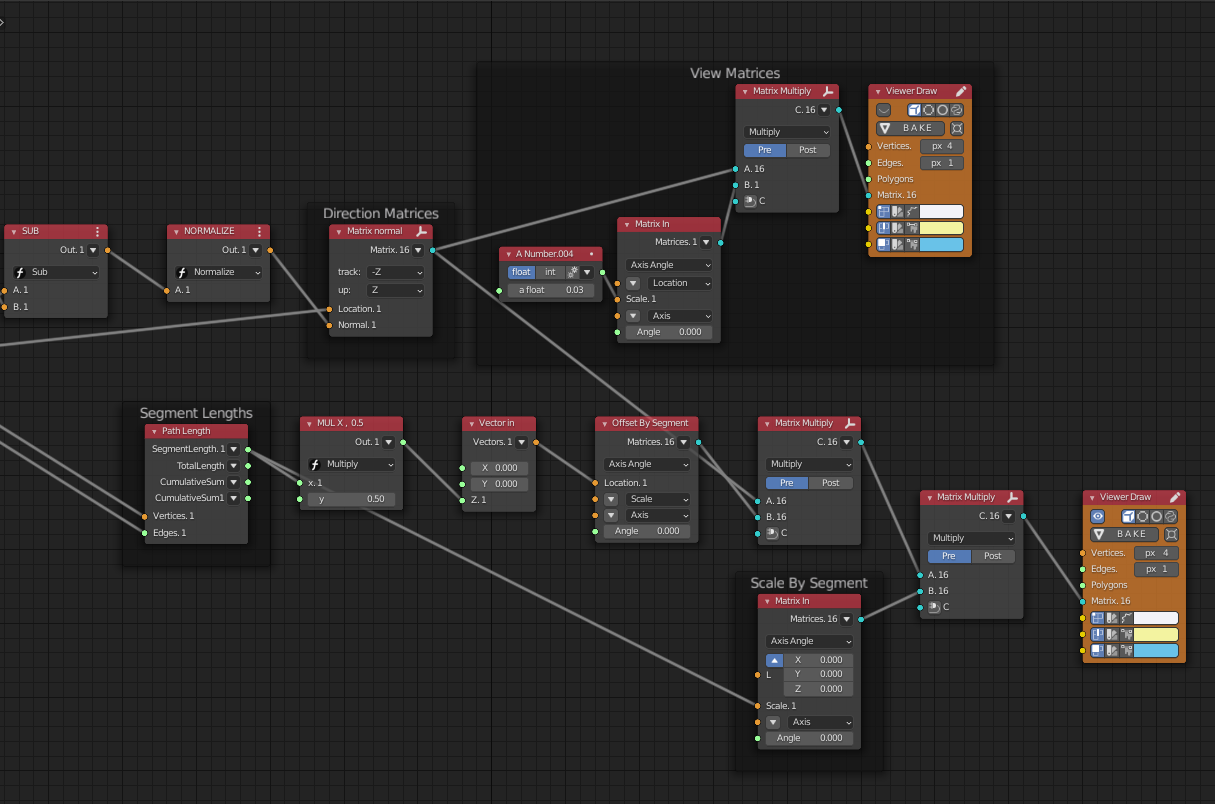 View Matrices
Matrix Multiply
C. 16
Multiply
Pre Post
A. 16
B. 1
C
Viewer Draw
BAKE
Vertices. px 4
Edges. px 1
Polygons
Matrix. 16
SUB
Out. 1
Sub
A. 1
B. 1
NORMALIZE
Out. 1
Normalize
A. 1
Direction Matrices
Matrix normal
Matrix. 16
track: -Z
up: Z
Location. 1
Normal. 1
A Number.004
float int
a float 0.03
Matrix In
Matrices. 1
Axis Angle
Location
Scale. 1
Axis
Angle 0.000
Segment Lengths
Path Length
SegmentLength. 1
TotalLength
CumulativeSum
CumulativeSum1
Vertices. 1
Edges. 1
MUL X , 0.5
Out. 1
Multiply
x. 1
y 0.50
Vector in
Vectors. 1
X 0.000
Y 0.000
Z. 1
Offset By Segment
Matrices. 16
Axis Angle
Location. 1
Scale
Axis
Angle 0.000
Matrix Multiply
C. 16
Multiply
Pre Post
A. 16
B. 16
C
Scale By Segment
Matrix In
Matrices. 16
Axis Angle
X 0.000
L Y 0.000
Z 0.000
Scale. 1
Axis
Angle 0.000
Matrix Multiply
C. 16
Multiply
Pre Post
A. 16
B. 16
C
Viewer Draw
BAKE
Vertices. px 4
Edges. px 1
Polygons
Matrix. 16